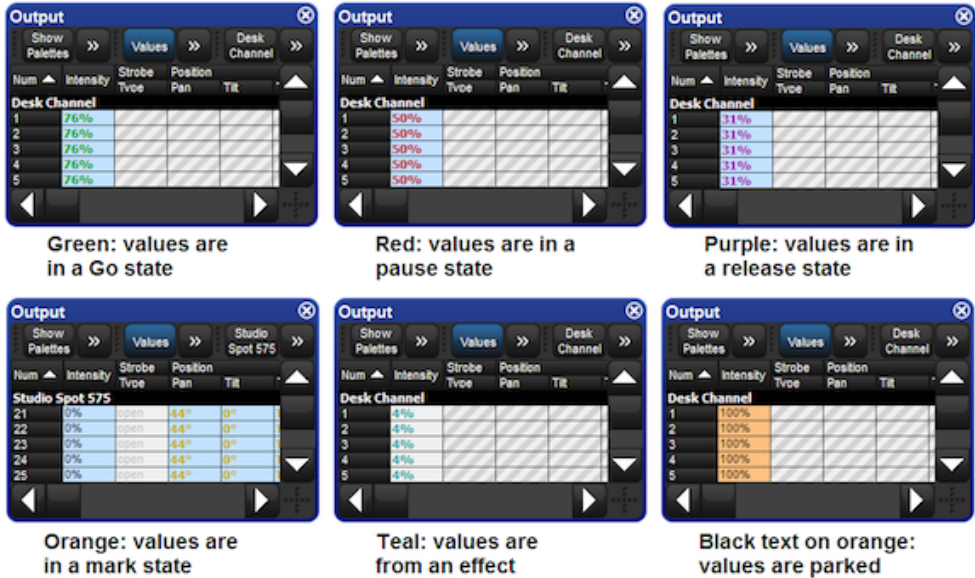 Output
Show Palettes » Values » Desk Channel »
Num Intensity Strobe Position
Type Pan Tilt
Desk Channel
1 76%
2 76%
3 76%
4 76%
5 76%
Green: values are
in a Go state
Output
Show Palettes » Values » Desk Channel »
Num Intensity Strobe Position
Type Pan Tilt
Desk Channel
1 50%
2 50%
3 50%
4 50%
5 50%
Red: values are in a
pause state
Output
Show Palettes » Values » Desk Channel »
Num Intensity Strobe Position
Type Pan Tilt
Desk Channel
1 31%
2 31%
3 31%
4 31%
5 31%
Purple: values are in
a release state
Output
Show Palettes » Values » Studio Spot 575 »
Num Intensity Strobe Position
Type Pan Tilt
Studio Spot 575
21 0% open 44° 0°
22 0% open 44° 0°
23 0% open 44° 0°
24 0% open 44° 0°
25 0% open 44° 0°
Orange: values are
in a mark state
Output
Show Palettes » Values » Desk Channel »
Num Intensity Strobe Position
Type Pan Tilt
Desk Channel
1 4%
2 4%
3 4%
4 4%
5 4%
Teal: values are
from an effect
Output
Show Palettes » Values » Desk Channel »
Num Intensity Strobe Position
Type Pan Tilt
Desk Channel
1 100%
2 100%
3 100%
4 100%
5 100%
Black text on orange:
values are parked